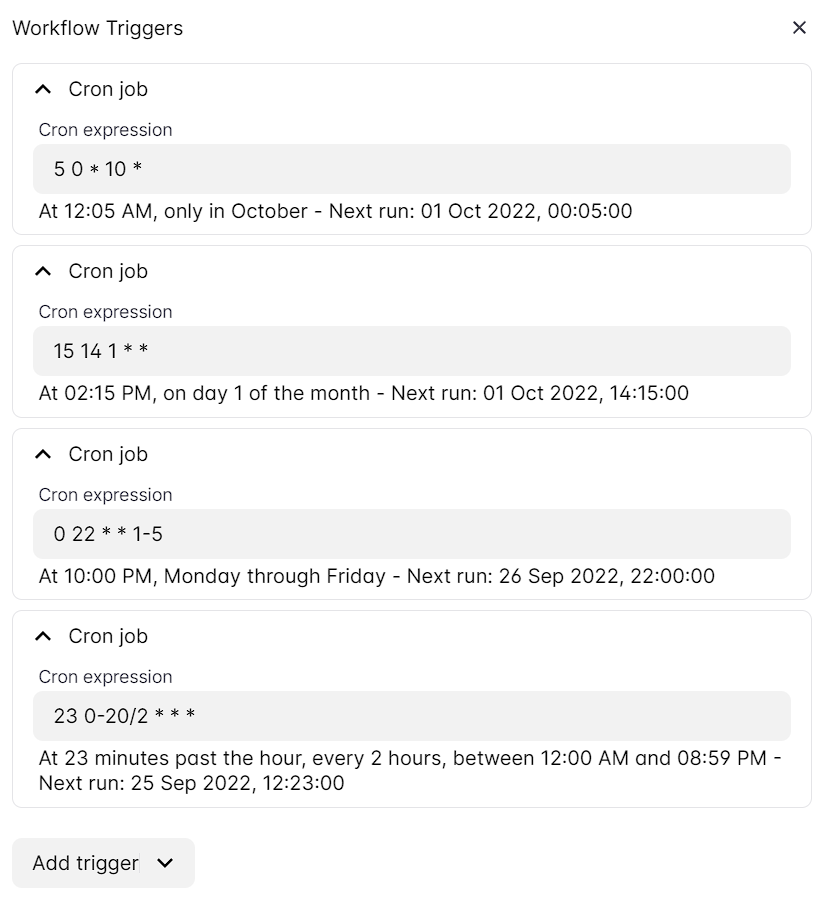 Workflow Triggers
Cron job
Cron expression
5 0 * 10 *
At 12:05 AM, only in October - Next run: 01 Oct 2022, 00:05:00
Cron job
Cron expression
15 14 1 * *
At 02:15 PM, on day 1 of the month - Next run: 01 Oct 2022, 14:15:00
Cron job
Cron expression
0 22 * * 1-5
At 10:00 PM, Monday through Friday - Next run: 26 Sep 2022, 22:00:00
Cron job
Cron expression
23 0-20/2 * * *
At 23 minutes past the hour, every 2 hours, between 12:00 AM and 08:59 PM -
Next run: 25 Sep 2022, 12:23:00
Add trigger